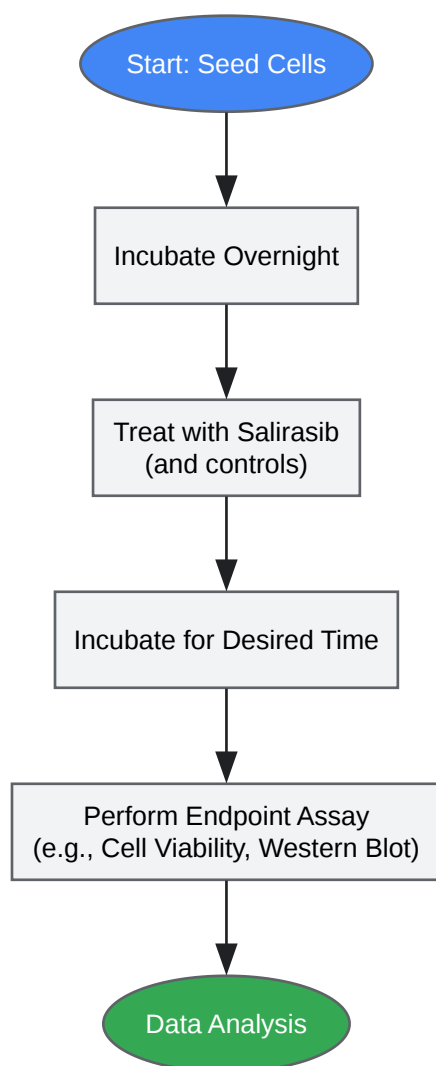 Start: Seed Cells
Incubate Overnight
Treat with Salirasib
(and controls)
Incubate for Desired Time
Perform Endpoint Assay
(e.g., Cell Viability, Western Blot)
Data Analysis